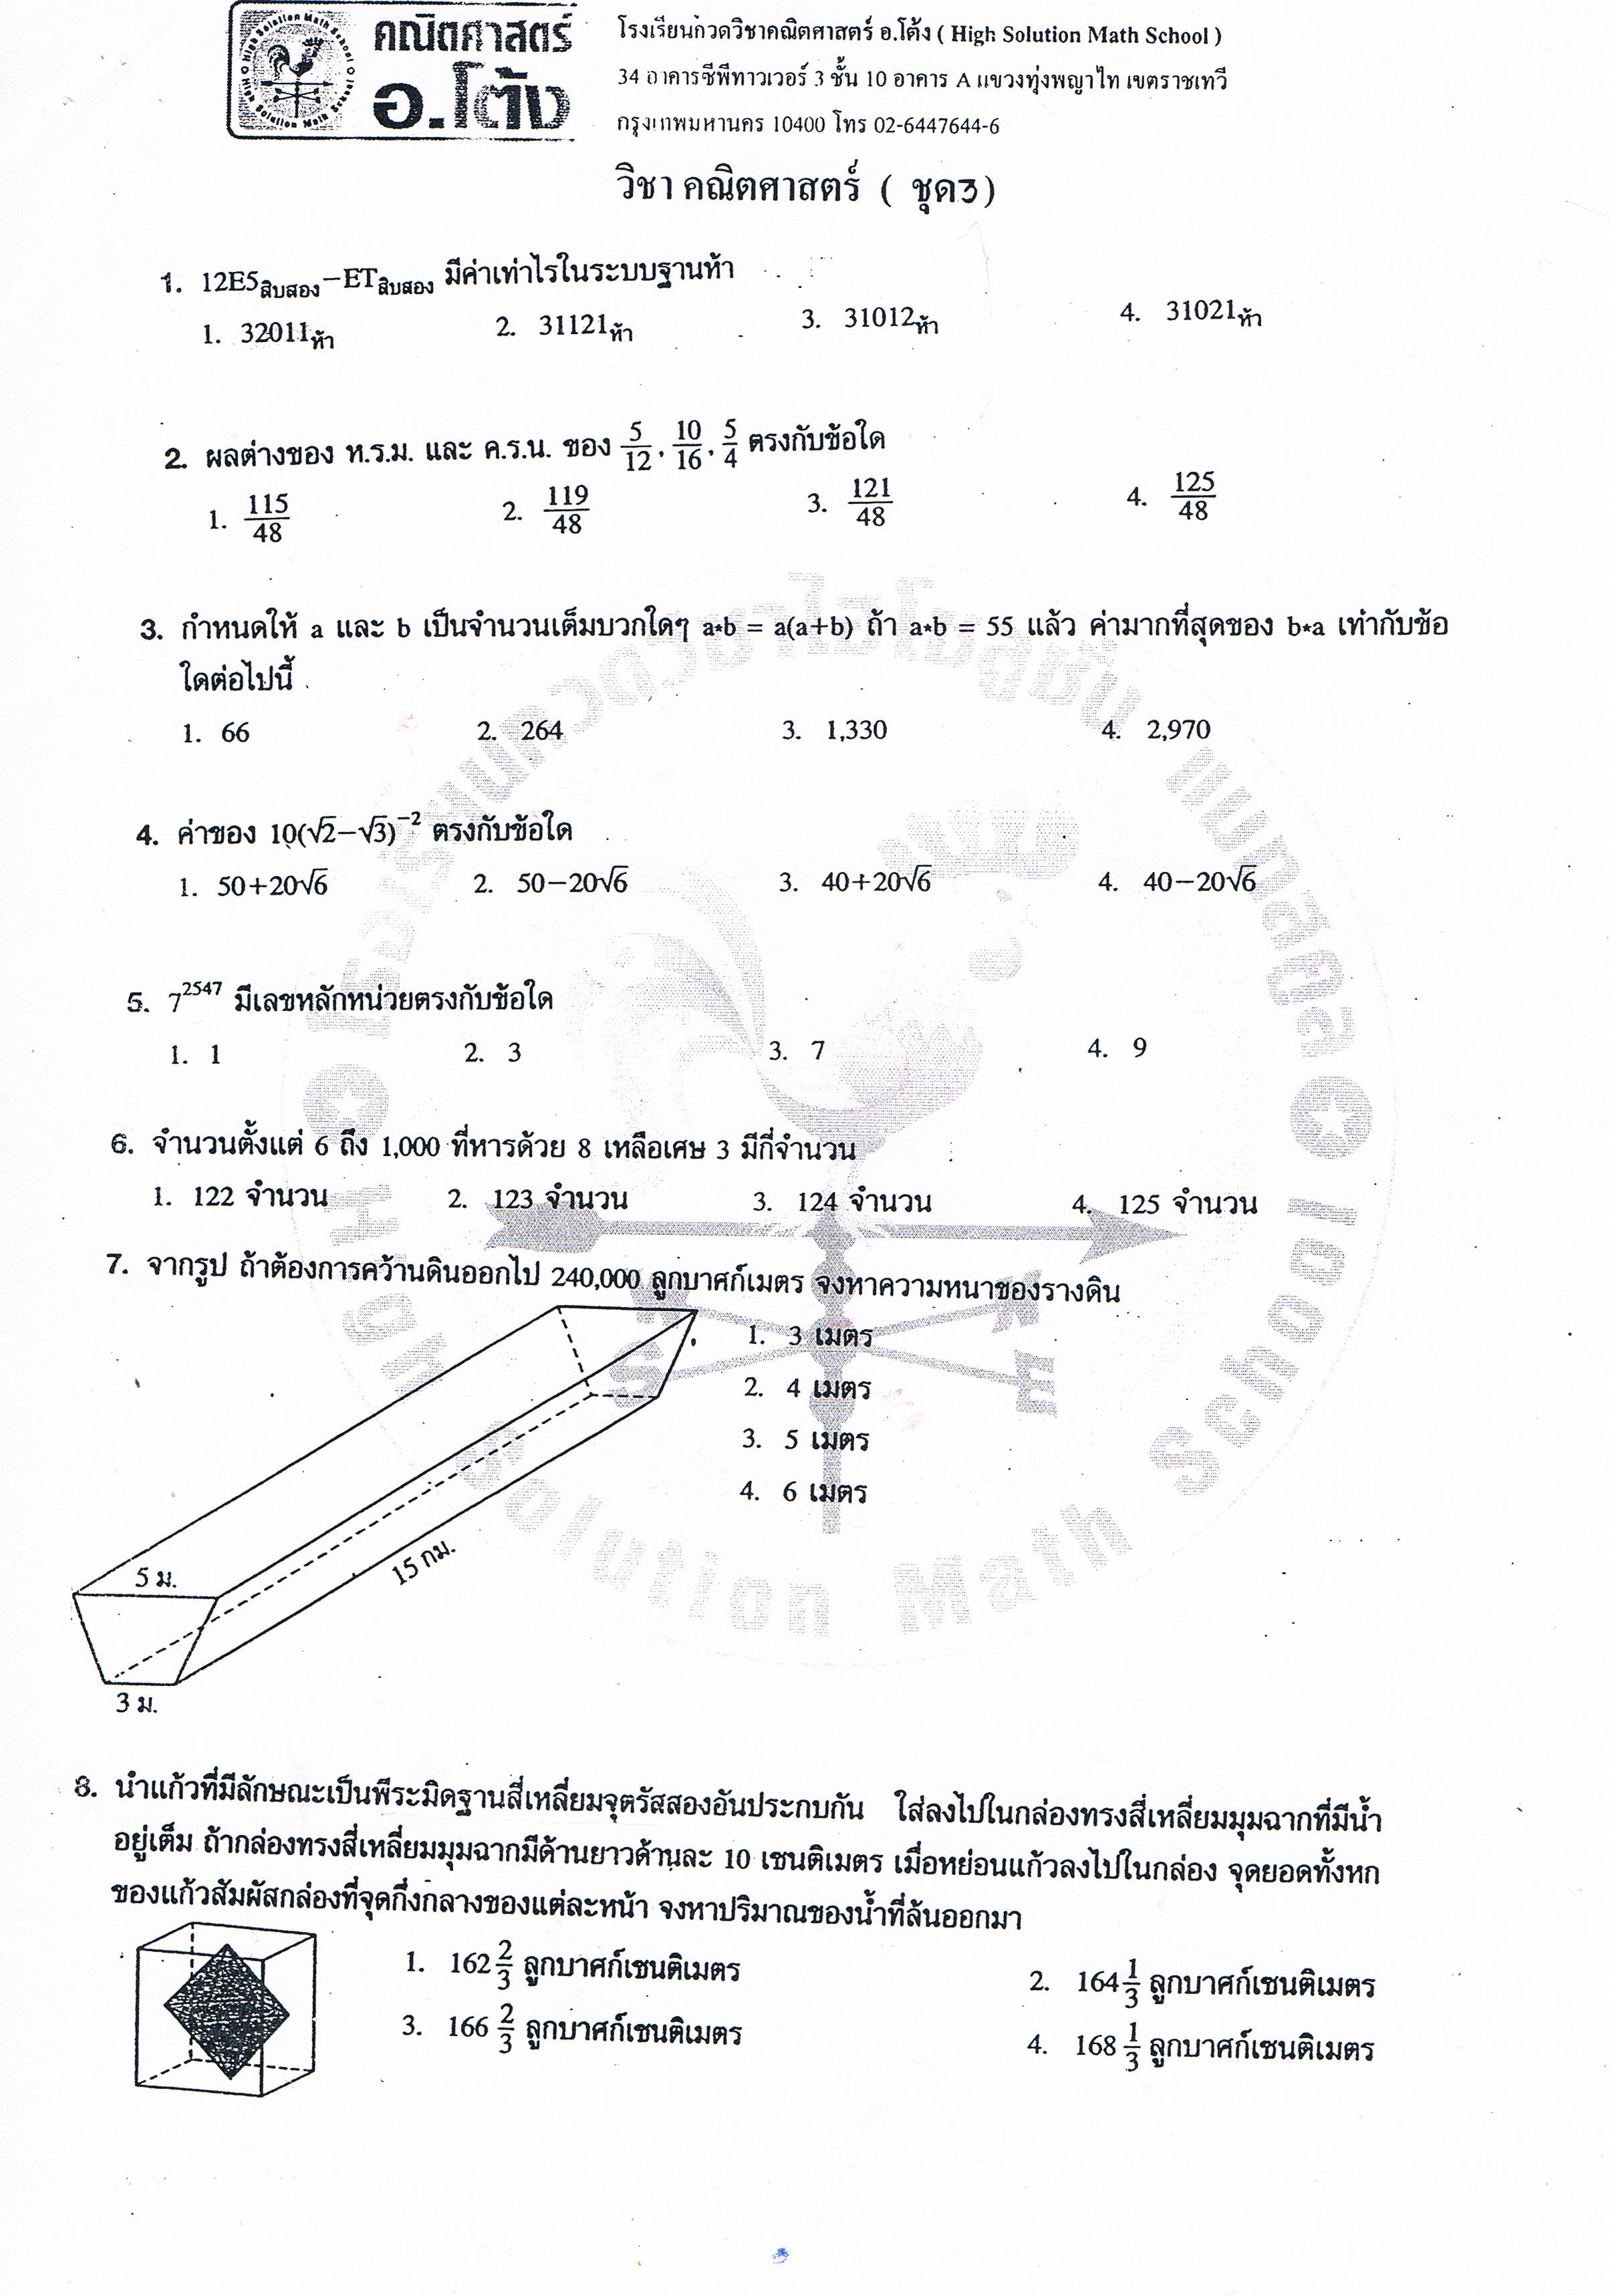 High Solution Math School
คณิตศาสตร์
อ.โต้ง
โรงเรียนกวดวิชาคณิตศาสตร์ อ.โต้ง ( High Solution Math School )
34 อาคารซีพีทาวเวอร์ 3 ชั้น 10 อาคาร A แขวงทุ่งพญาไท เขตราชเทวี
กรุงเทพมหานคร 10400 โทร 02-6447644-6
วิชา คณิตศาสตร์ ( ชุด3)
1. 12E5สิบสอง−ETสิบสอง มีค่าเท่าไรในระบบฐานห้า
1. 32011ห้า 2. 31121ห้า 3. 31012ห้า 4. 31021ห้า
2. ผลต่างของ ห.ร.ม. และ ค.ร.น. ของ 5/12, 10/16, 5/4 ตรงกับข้อใด
1. 115/48 2. 119/48 3. 121/48 4. 125/48
3. กำหนดให้ a และ b เป็นจำนวนเต็มบวกใดๆ a*b = a(a+b) ถ้า a*b = 55 แล้ว ค่ามากที่สุดของ b*a เท่ากับข้อ
ใดต่อไปนี้
1. 66 2. 264 3. 1,330 4. 2,970
4. ค่าของ 10(√2−√3)⁻² ตรงกับข้อใด
1. 50+20√6 2. 50−20√6 3. 40+20√6 4. 40−20√6
5. 7²⁵⁴⁷ มีเลขหลักหน่วยตรงกับข้อใด
1. 1 2. 3 3. 7 4. 9
6. จำนวนตั้งแต่ 6 ถึง 1,000 ที่หารด้วย 8 เหลือเศษ 3 มีกี่จำนวน
1. 122 จำนวน 2. 123 จำนวน 3. 124 จำนวน 4. 125 จำนวน
7. จากรูป ถ้าต้องการคว้านดินออกไป 240,000 ลูกบาศก์เมตร จงหาความหนาของรางดิน
1. 3 เมตร
2. 4 เมตร
3. 5 เมตร
4. 6 เมตร
15 กม.
5 ม.
3 ม.
8. นำแก้วที่มีลักษณะเป็นพีระมิดฐานสี่เหลี่ยมจุตรัสสองอันประกบกัน ใส่ลงไปในกล่องทรงสี่เหลี่ยมมุมฉากที่มีน้ำ
อยู่เต็ม ถ้ากล่องทรงสี่เหลี่ยมมุมฉากมีด้านยาวด้านละ 10 เซนติเมตร เมื่อหย่อนแก้วลงไปในกล่อง จุดยอดทั้งหก
ของแก้วสัมผัสกล่องที่จุดกึ่งกลางของแต่ละหน้า จงหาปริมาณของน้ำที่ล้นออกมา
1. 162 2/3 ลูกบาศก์เซนติเมตร 2. 164 1/3 ลูกบาศก์เซนติเมตร
3. 166 2/3 ลูกบาศก์เซนติเมตร 4. 168 1/3 ลูกบาศก์เซนติเมตร